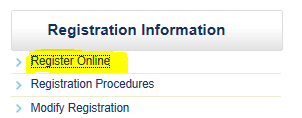 Registration Information
Register Online
Registration Procedures
Modify Registration